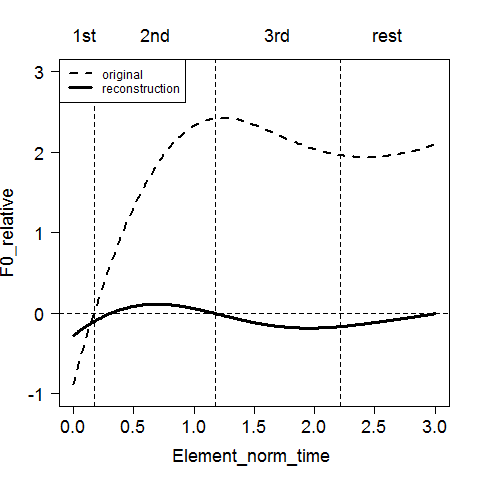 1st 2nd 3rd rest
original
reconstruction
3
2
1
0
-1
F0_relative
0.0 0.5 1.0 1.5 2.0 2.5 3.0
Element_norm_time